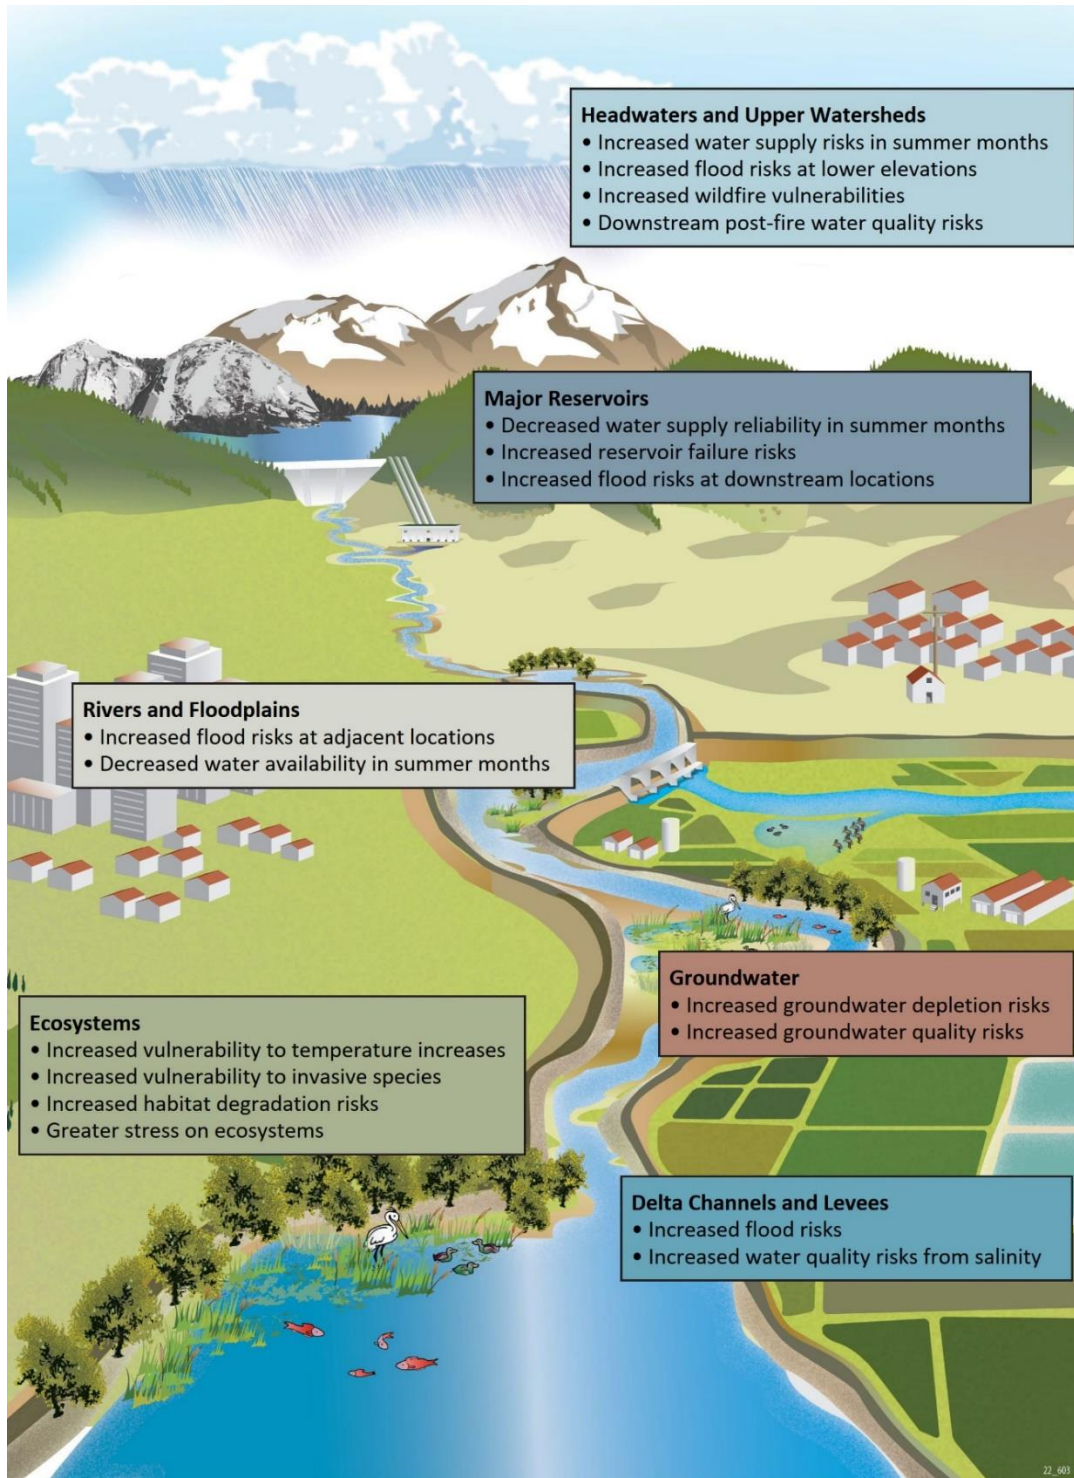 Headwaters and Upper Watersheds
• Increased water supply risks in summer months
• Increased flood risks at lower elevations
• Increased wildfire vulnerabilities
• Downstream post-fire water quality risks
Major Reservoirs
• Decreased water supply reliability in summer months
• Increased reservoir failure risks
• Increased flood risks at downstream locations
Rivers and Floodplains
• Increased flood risks at adjacent locations
• Decreased water availability in summer months
Groundwater
• Increased groundwater depletion risks
• Increased groundwater quality risks
Ecosystems
• Increased vulnerability to temperature increases
• Increased vulnerability to invasive species
• Increased habitat degradation risks
• Greater stress on ecosystems
Delta Channels and Levees
• Increased flood risks
• Increased water quality risks from salinity
22_603